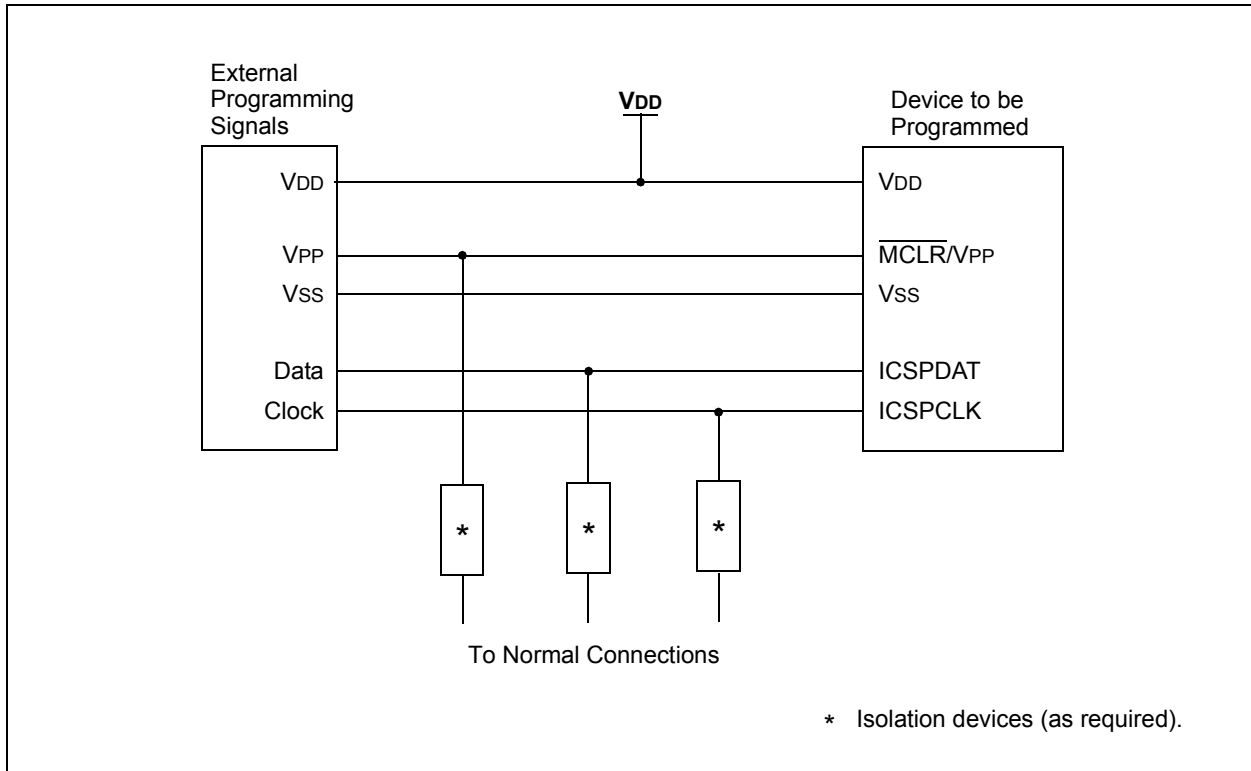 External
Programming
Signals
VDD
Device to be
Programmed
VDD
VDD
VPP
MCLR/VPP
VSS
VSS
Data
ICSPDAT
Clock
ICSPCLK
*
*
*
To Normal Connections
* Isolation devices (as required).